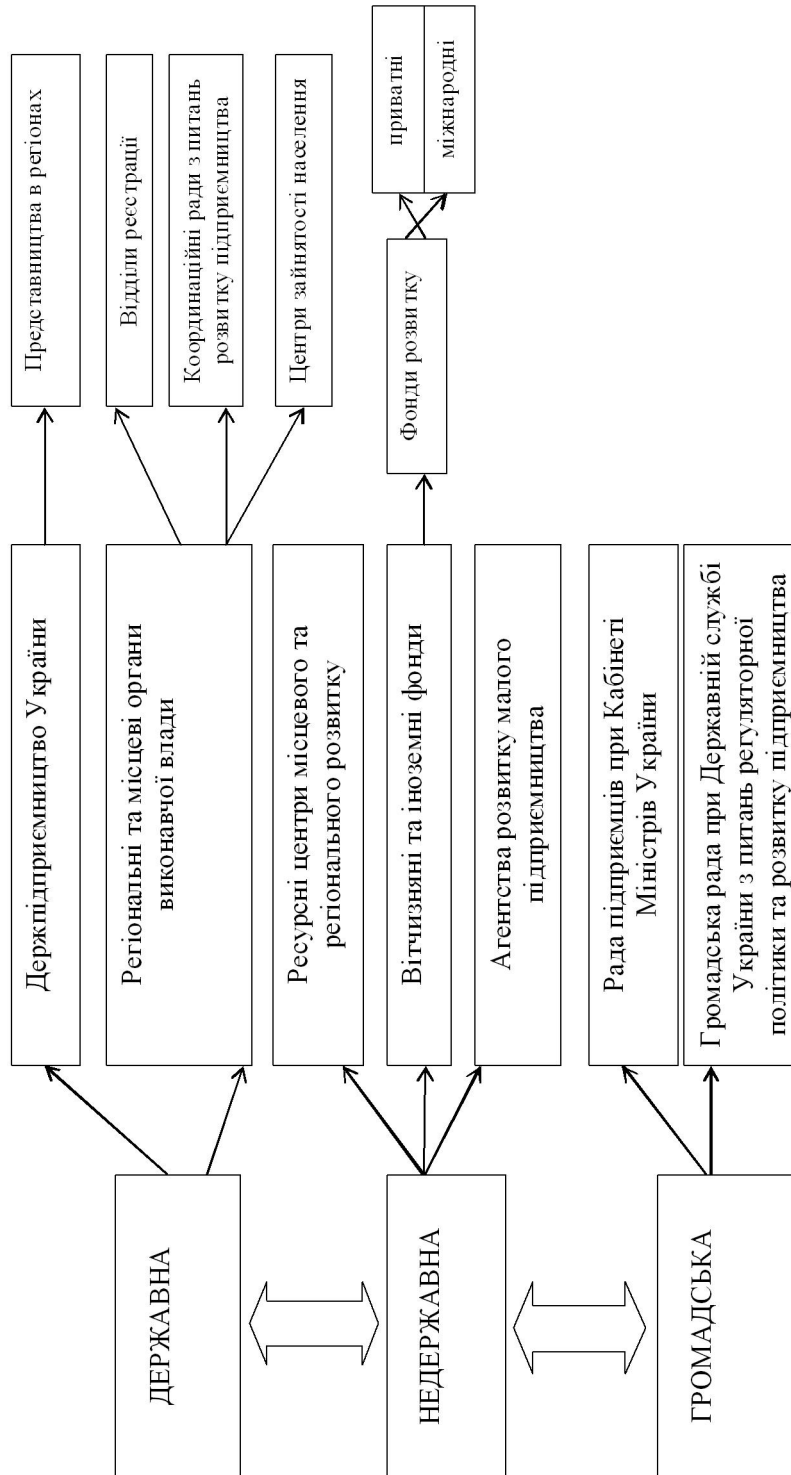 ДЕРЖАВНА
НЕДЕРЖАВНА
ГРОМАДСЬКА
Держпідприємництво України
Регіональні та місцеві органи
виконавчої влади
Ресурсні центри місцевого та
регіонального розвитку
Вітчизняні та іноземні фонди
Агентства розвитку малого
підприємництва
Рада підприємців при Кабінеті
Міністрів України
Громадська рада при Державній службі
України з питань регуляторної
політики та розвитку підприємництва
Представництва в регіонах
Відділи реєстрації
Координаційні ради з питань
розвитку підприємництва
Центри зайнятості населення
Фонди розвитку
приватні
міжнародні